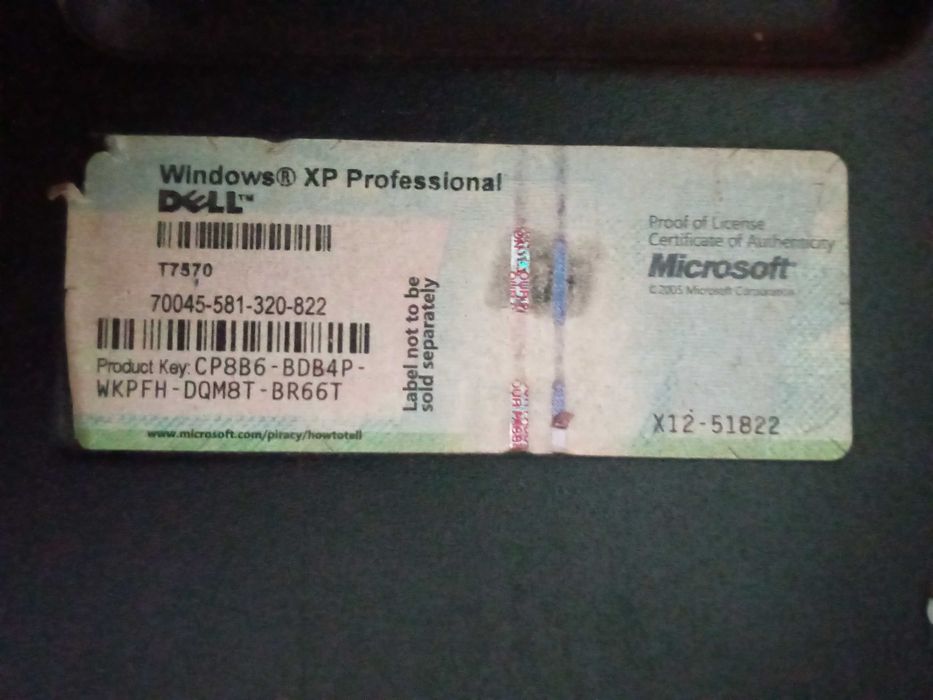 Windows® XP Professional
DELL™
T7570
70045-581-320-822
Product Key: CP8B6-BDB4P-
WKPFH-DQM8T-BR66T
www.microsoft.com/piracy/howtotell
Label not to be
sold separately
Proof of License
Certificate of Authenticity
Microsoft
©2005 Microsoft Corporation
X12-51822